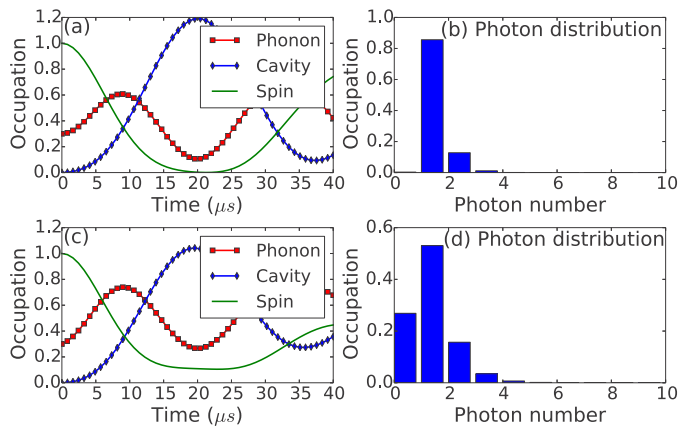 (a)
Occupation
1.2
1.0
0.8
0.6
0.4
0.2
0.0
0 5 10 15 20 25 30 35 40
Time (μs)
Phonon
Cavity
Spin
(b) Photon distribution
Occupation
1.0
0.8
0.6
0.4
0.2
0.0
0 2 4 6 8 10
Photon number
(c)
Occupation
1.2
1.0
0.8
0.6
0.4
0.2
0.0
0 5 10 15 20 25 30 35 40
Time (μs)
Phonon
Cavity
Spin
(d) Photon distribution
Occupation
0.6
0.4
0.2
0.0
0 2 4 6 8 10
Photon number